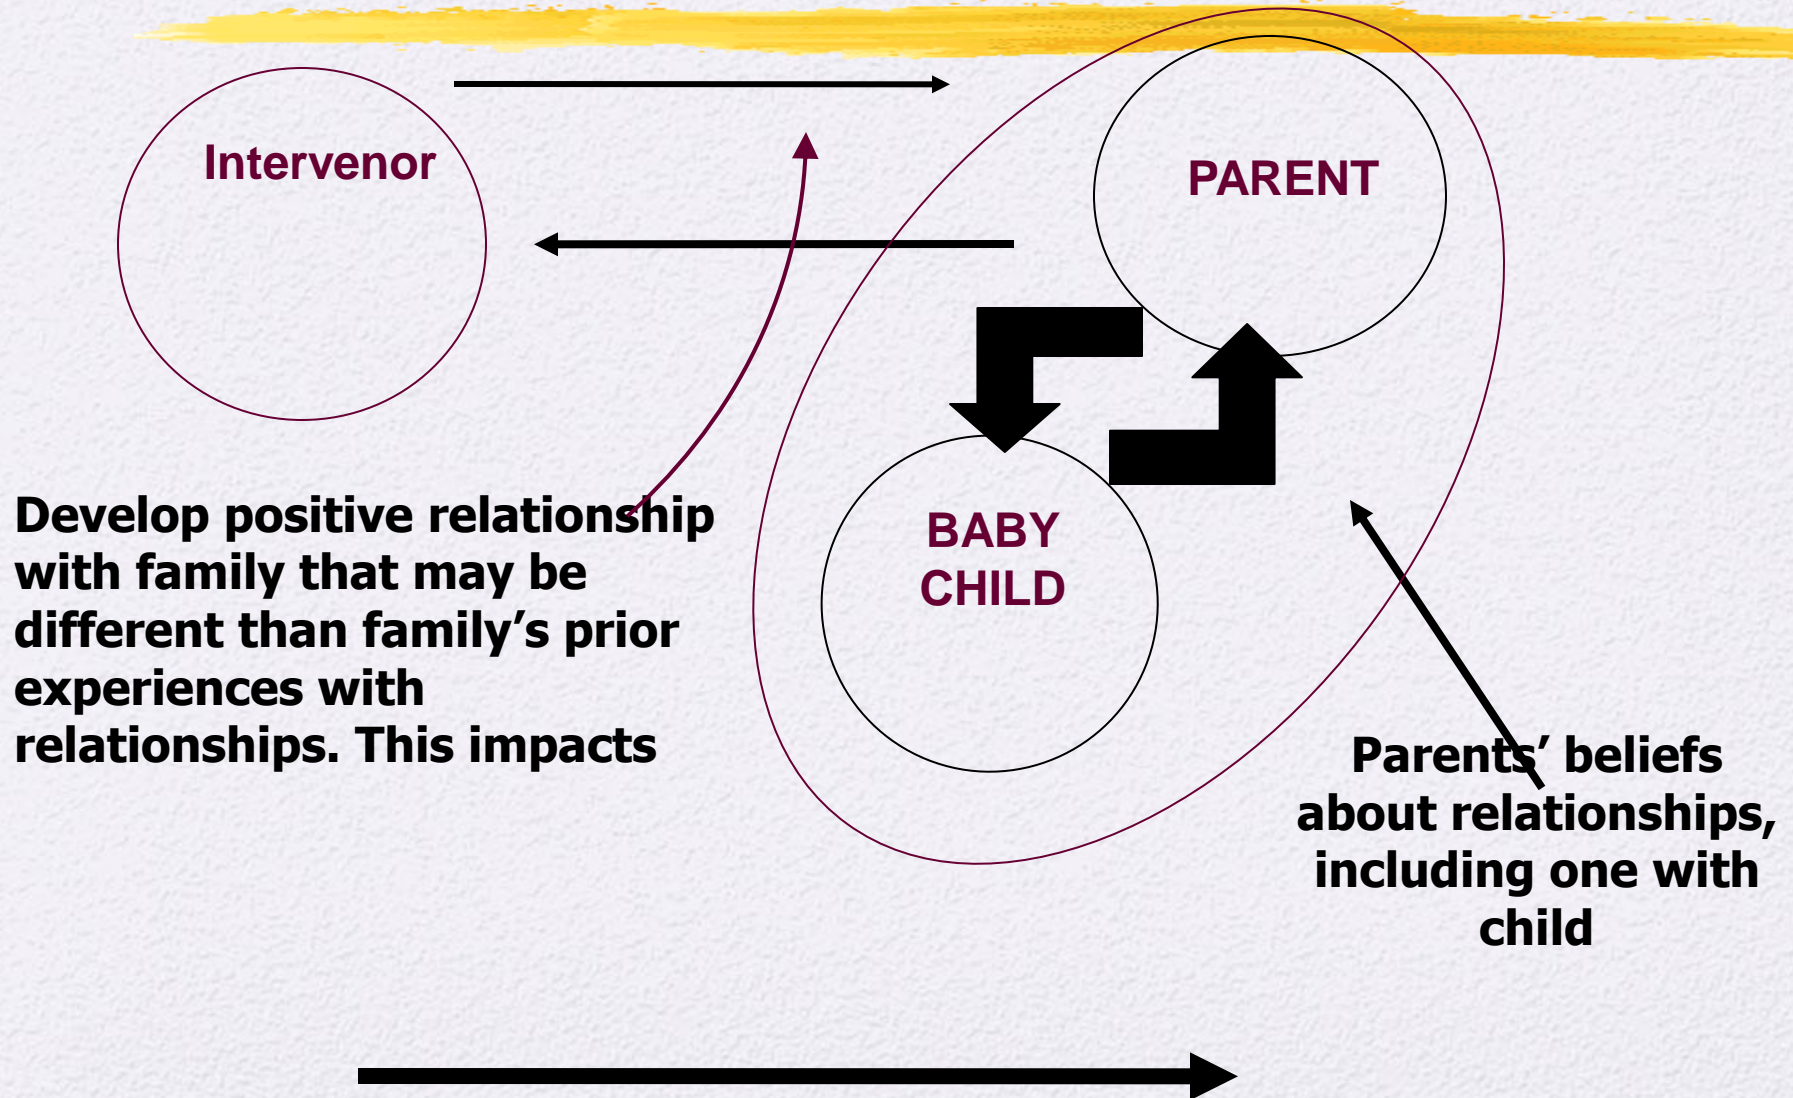 Intervenor
PARENT
BABY
CHILD
Develop positive relationship
with family that may be
different than family’s prior
experiences with
relationships. This impacts
Parents’ beliefs
about relationships,
including one with
child